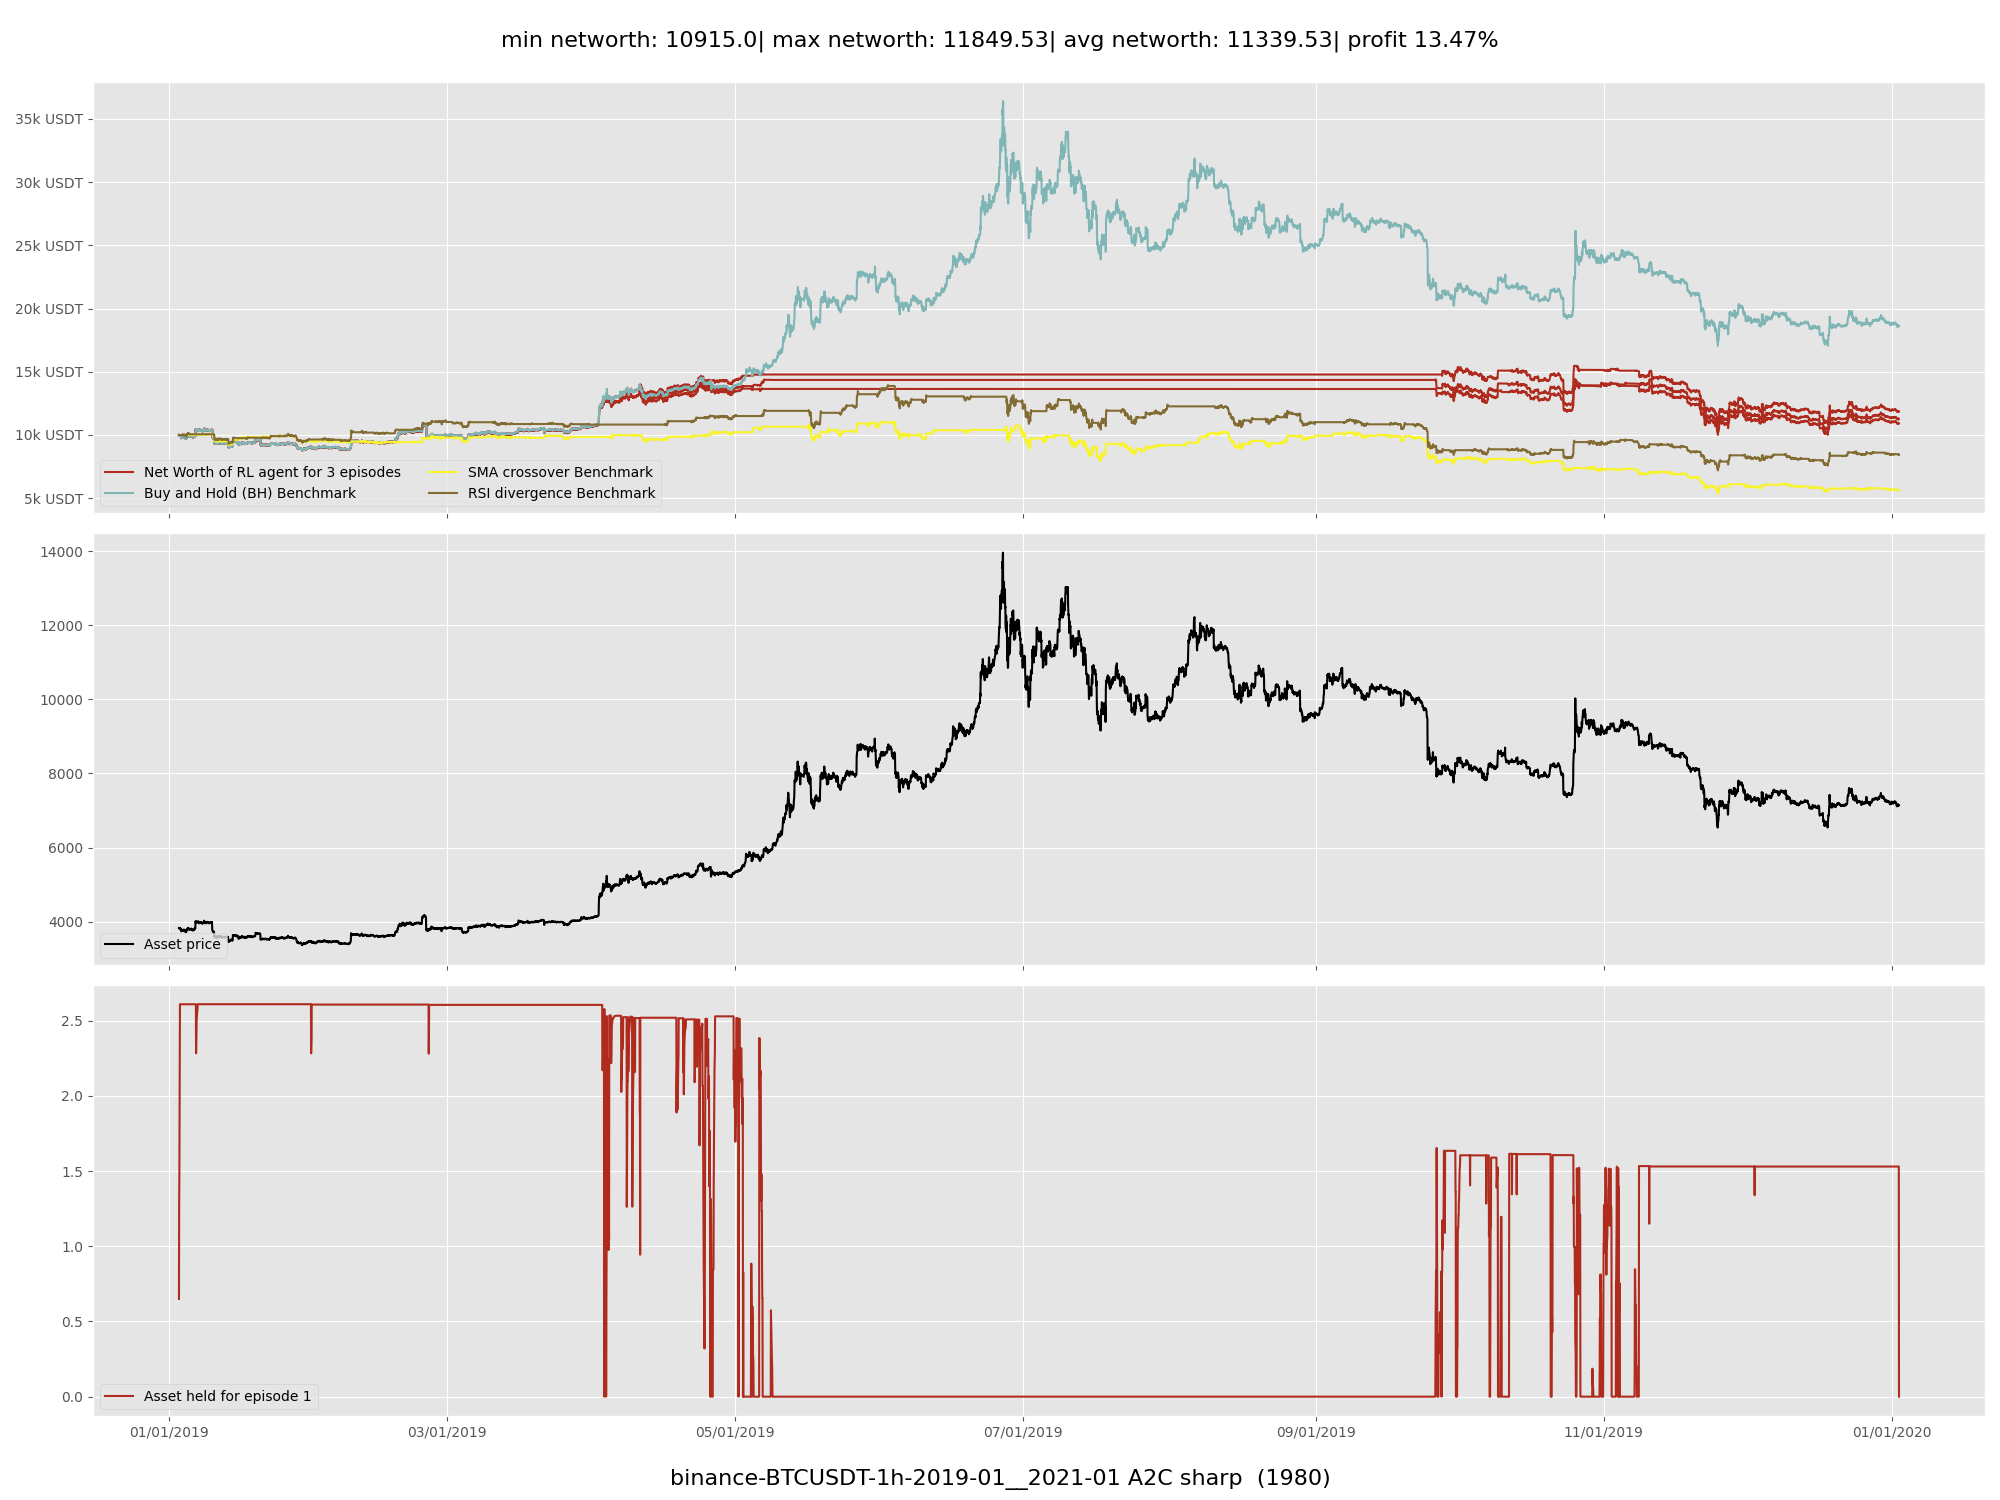 min networth: 10915.0| max networth: 11849.53| avg networth: 11339.53| profit 13.47%
35k USDT
30k USDT
25k USDT
20k USDT
15k USDT
10k USDT
5k USDT
Net Worth of RL agent for 3 episodes
Buy and Hold (BH) Benchmark
SMA crossover Benchmark
RSI divergence Benchmark
14000
12000
10000
8000
6000
4000
Asset price
2.5
2.0
1.5
1.0
0.5
0.0
Asset held for episode 1
01/01/2019 03/01/2019 05/01/2019 07/01/2019 09/01/2019 11/01/2019 01/01/2020
binance-BTCUSDT-1h-2019-01__2021-01 A2C sharp (1980)